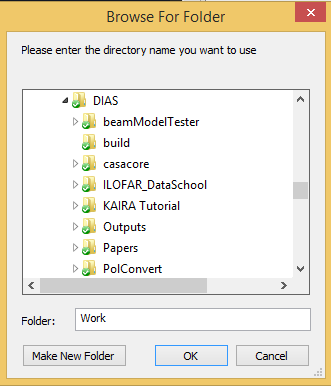 Browse For Folder
Please enter the directory name you want to use
DIAS
beamModelTester
build
casacore
ILOFAR_DataSchool
KAIRA Tutorial
Outputs
Papers
PolConvert
Folder: Work
Make New Folder OK Cancel